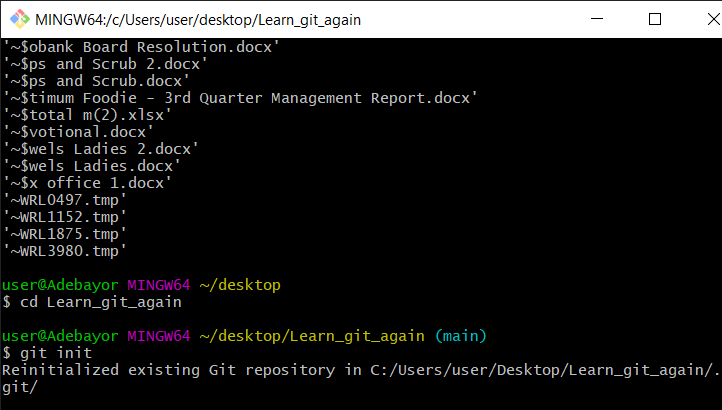 MINGW64:/c/Users/user/desktop/Learn_git_again
'~$obank Board Resolution.docx'
'~$ps and Scrub 2.docx'
'~$ps and Scrub.docx'
'~$timum Foodie - 3rd Quarter Management Report.docx'
'~$total m(2).xlsx'
'~$votional.docx'
'~$wels Ladies 2.docx'
'~$wels Ladies.docx'
'~$x office 1.docx'
'~WRL0497.tmp'
'~WRL1152.tmp'
'~WRL1875.tmp'
'~WRL3980.tmp'
user@Adebayor MINGW64 ~/desktop
$ cd Learn_git_again
user@Adebayor MINGW64 ~/desktop/Learn_git_again (main)
$ git init
Reinitialized existing Git repository in C:/Users/user/Desktop/Learn_git_again/.
git/